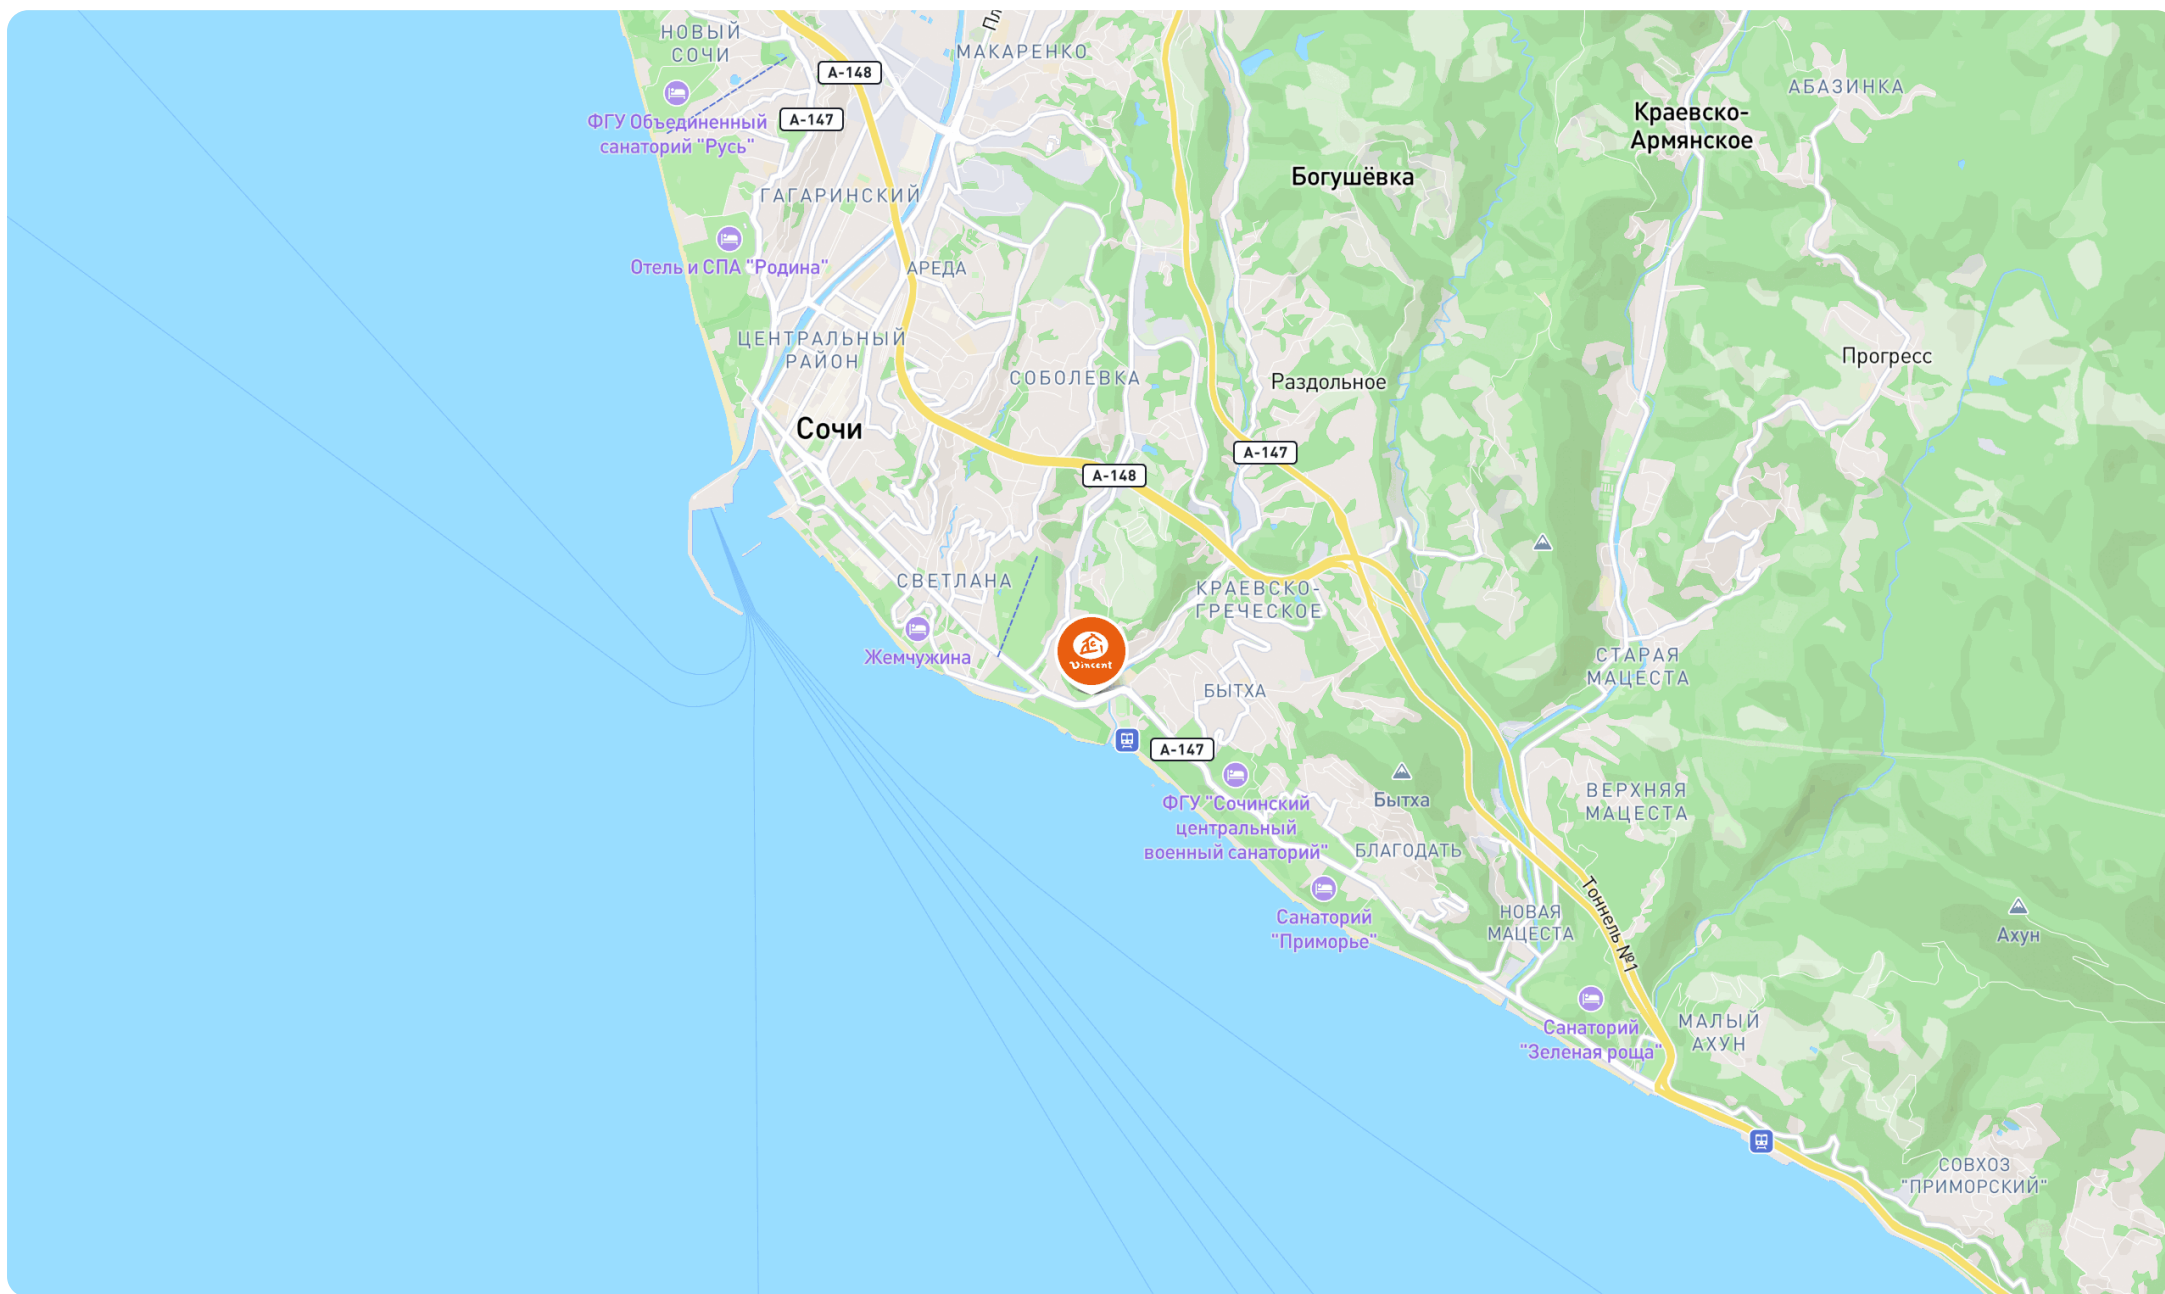 Пл
НОВЫЙ
СОЧИ
МАКАРЕНКО
А-148
АБАЗИНКА
ФГУ Объединенный
санаторий "Русь"
А-147
Краевско-
Армянское
Богушёвка
ГАГАРИНСКИЙ
Отель и СПА "Родина"
АРЕДА
ЦЕНТРАЛЬНЫЙ
РАЙОН
Прогресс
СОБОЛЕВКА
Раздольное
Сочи
А-147
А-148
СВЕТЛАНА
КРАЕВСКО-
ГРЕЧЕСКОЕ
Vincent
Жемчужина
СТАРАЯ
МАЦЕСТА
БЫТХА
А-147
ФГУ "Сочинский
центральный
военный санаторий"
Бытха
ВЕРХНЯЯ
МАЦЕСТА
БЛАГОДАТЬ
Тоннель №1
Санаторий
"Приморье"
НОВАЯ
МАЦЕСТА
Ахун
Санаторий
"Зеленая роща"
МАЛЫЙ
АХУН
СОВХОЗ
"ПРИМОРСКИЙ"